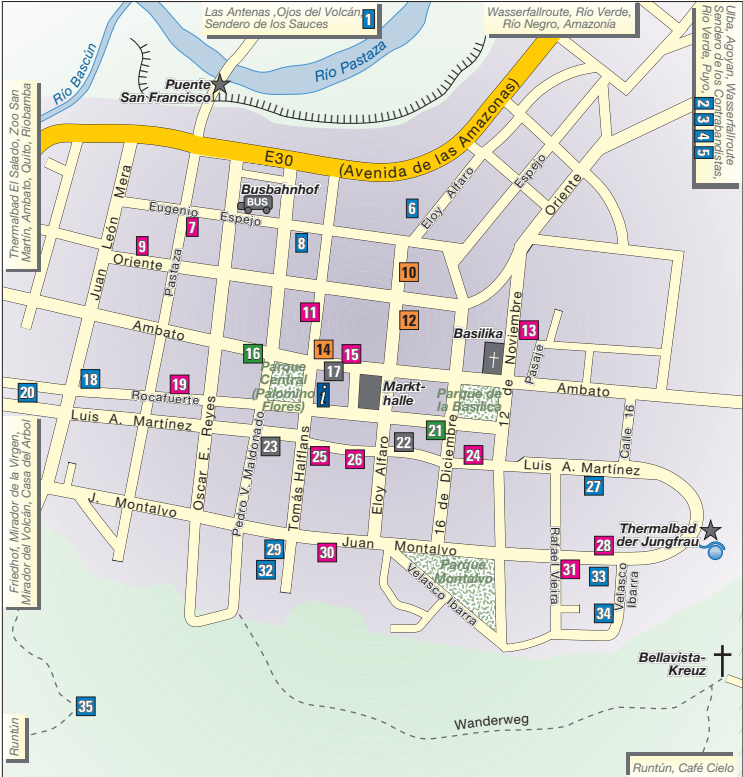 Las Antenas ,Ojos del Volcán,
Sendero de los Sauces
1
Wasserfallroute, Río Verde,
Río Negro, Amazonía
Ulba, Agoyan, Wasserfallroute
Sendero de los Contrabandistas,
Río Verde, Puyo,
2
3
4
5
Río Bascún
Río Pastaza
Puente
San Francisco
Thermalbad El Salado, Zoo San
Martín, Ambato, Quito, Riobamba
E30
(Avenida de las Amazonas)
Busbahnhof
BUS
Juan León Mera
Eugenio Espejo
Pastaza
Eloy Alfaro
Espejo
Oriente
6
7
8
9
Oriente
10
11
12
13
Basilika
12 de Noviembre
Pasaje
Ambato
14
15
16
17
i
Parque
Central
(Palomino
Flores)
Markt-
halle
Parque de
la Basilica
Ambato
18
19
20
Rocafuerte
Luis A. Martínez
Oscar E. Reyes
Pedro V. Maldonado
Tomás Halflans
Eloy Alfaro
16 de Diciembre
Calle 16
21
22
23
24
25
26
Luis A. Martínez
27
Friedhof, Mirador de la Virgen,
Mirador del Volcán, Casa del Arbol
J. Montalvo
Juan Montalvo
28
29
30
31
32
33
34
Thermalbad
der Jungfrau
Parque
Montalvo
Velasco Ibarra
Rafael Vieira
Velasco
Ibarra
Bellavista-
Kreuz
35
Wanderweg
Runtún
Runtún, Café Cielo